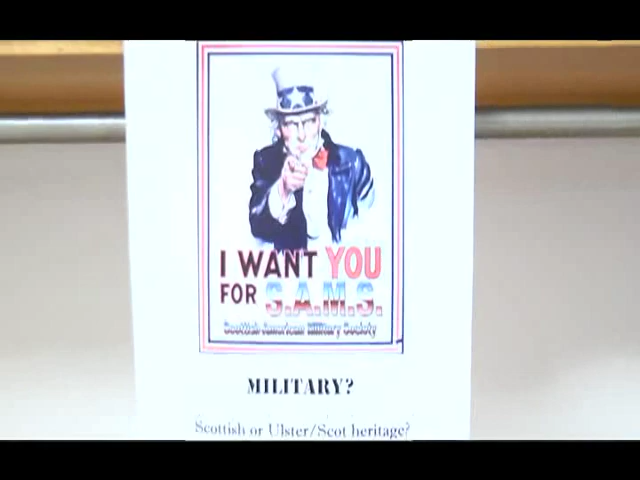 I WANT YOU
FOR S.A.M.S.
Scottish American Military Society
MILITARY?
Scottish or Ulster/Scot heritage?